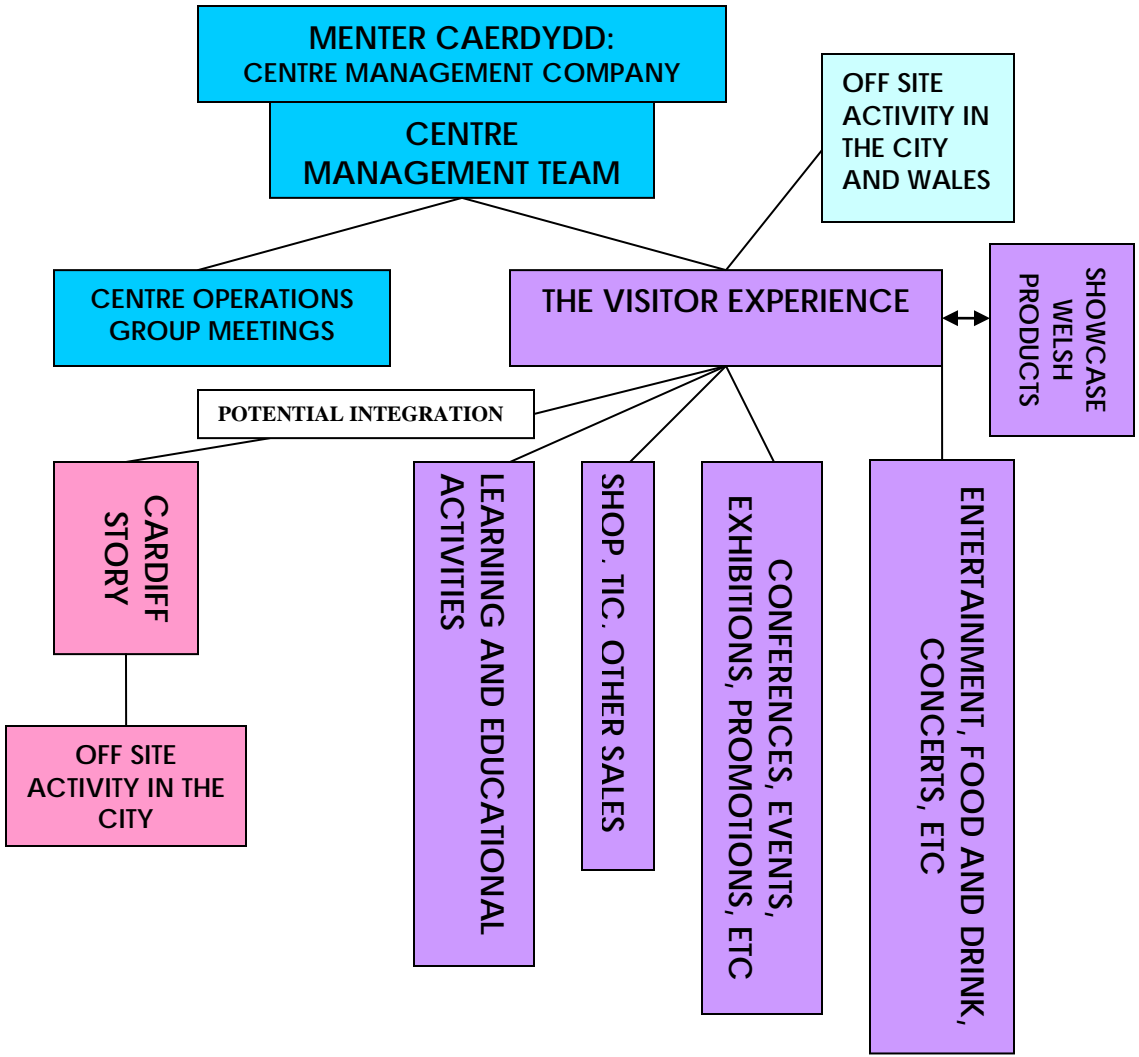 MENTER CAERDYDD:
CENTRE MANAGEMENT COMPANY
CENTRE
MANAGEMENT TEAM
OFF SITE
ACTIVITY IN
THE CITY
AND WALES
CENTRE OPERATIONS
GROUP MEETINGS
THE VISITOR EXPERIENCE
SHOWCASE
WELSH
PRODUCTS
POTENTIAL INTEGRATION
CARDIFF
STORY
LEARNING AND EDUCATIONAL
ACTIVITIES
SHOP. TIC. OTHER SALES
CONFERENCES, EVENTS,
EXHIBITIONS, PROMOTIONS, ETC
ENTERTAINMENT, FOOD AND DRINK,
CONCERTS, ETC
OFF SITE
ACTIVITY IN THE
CITY